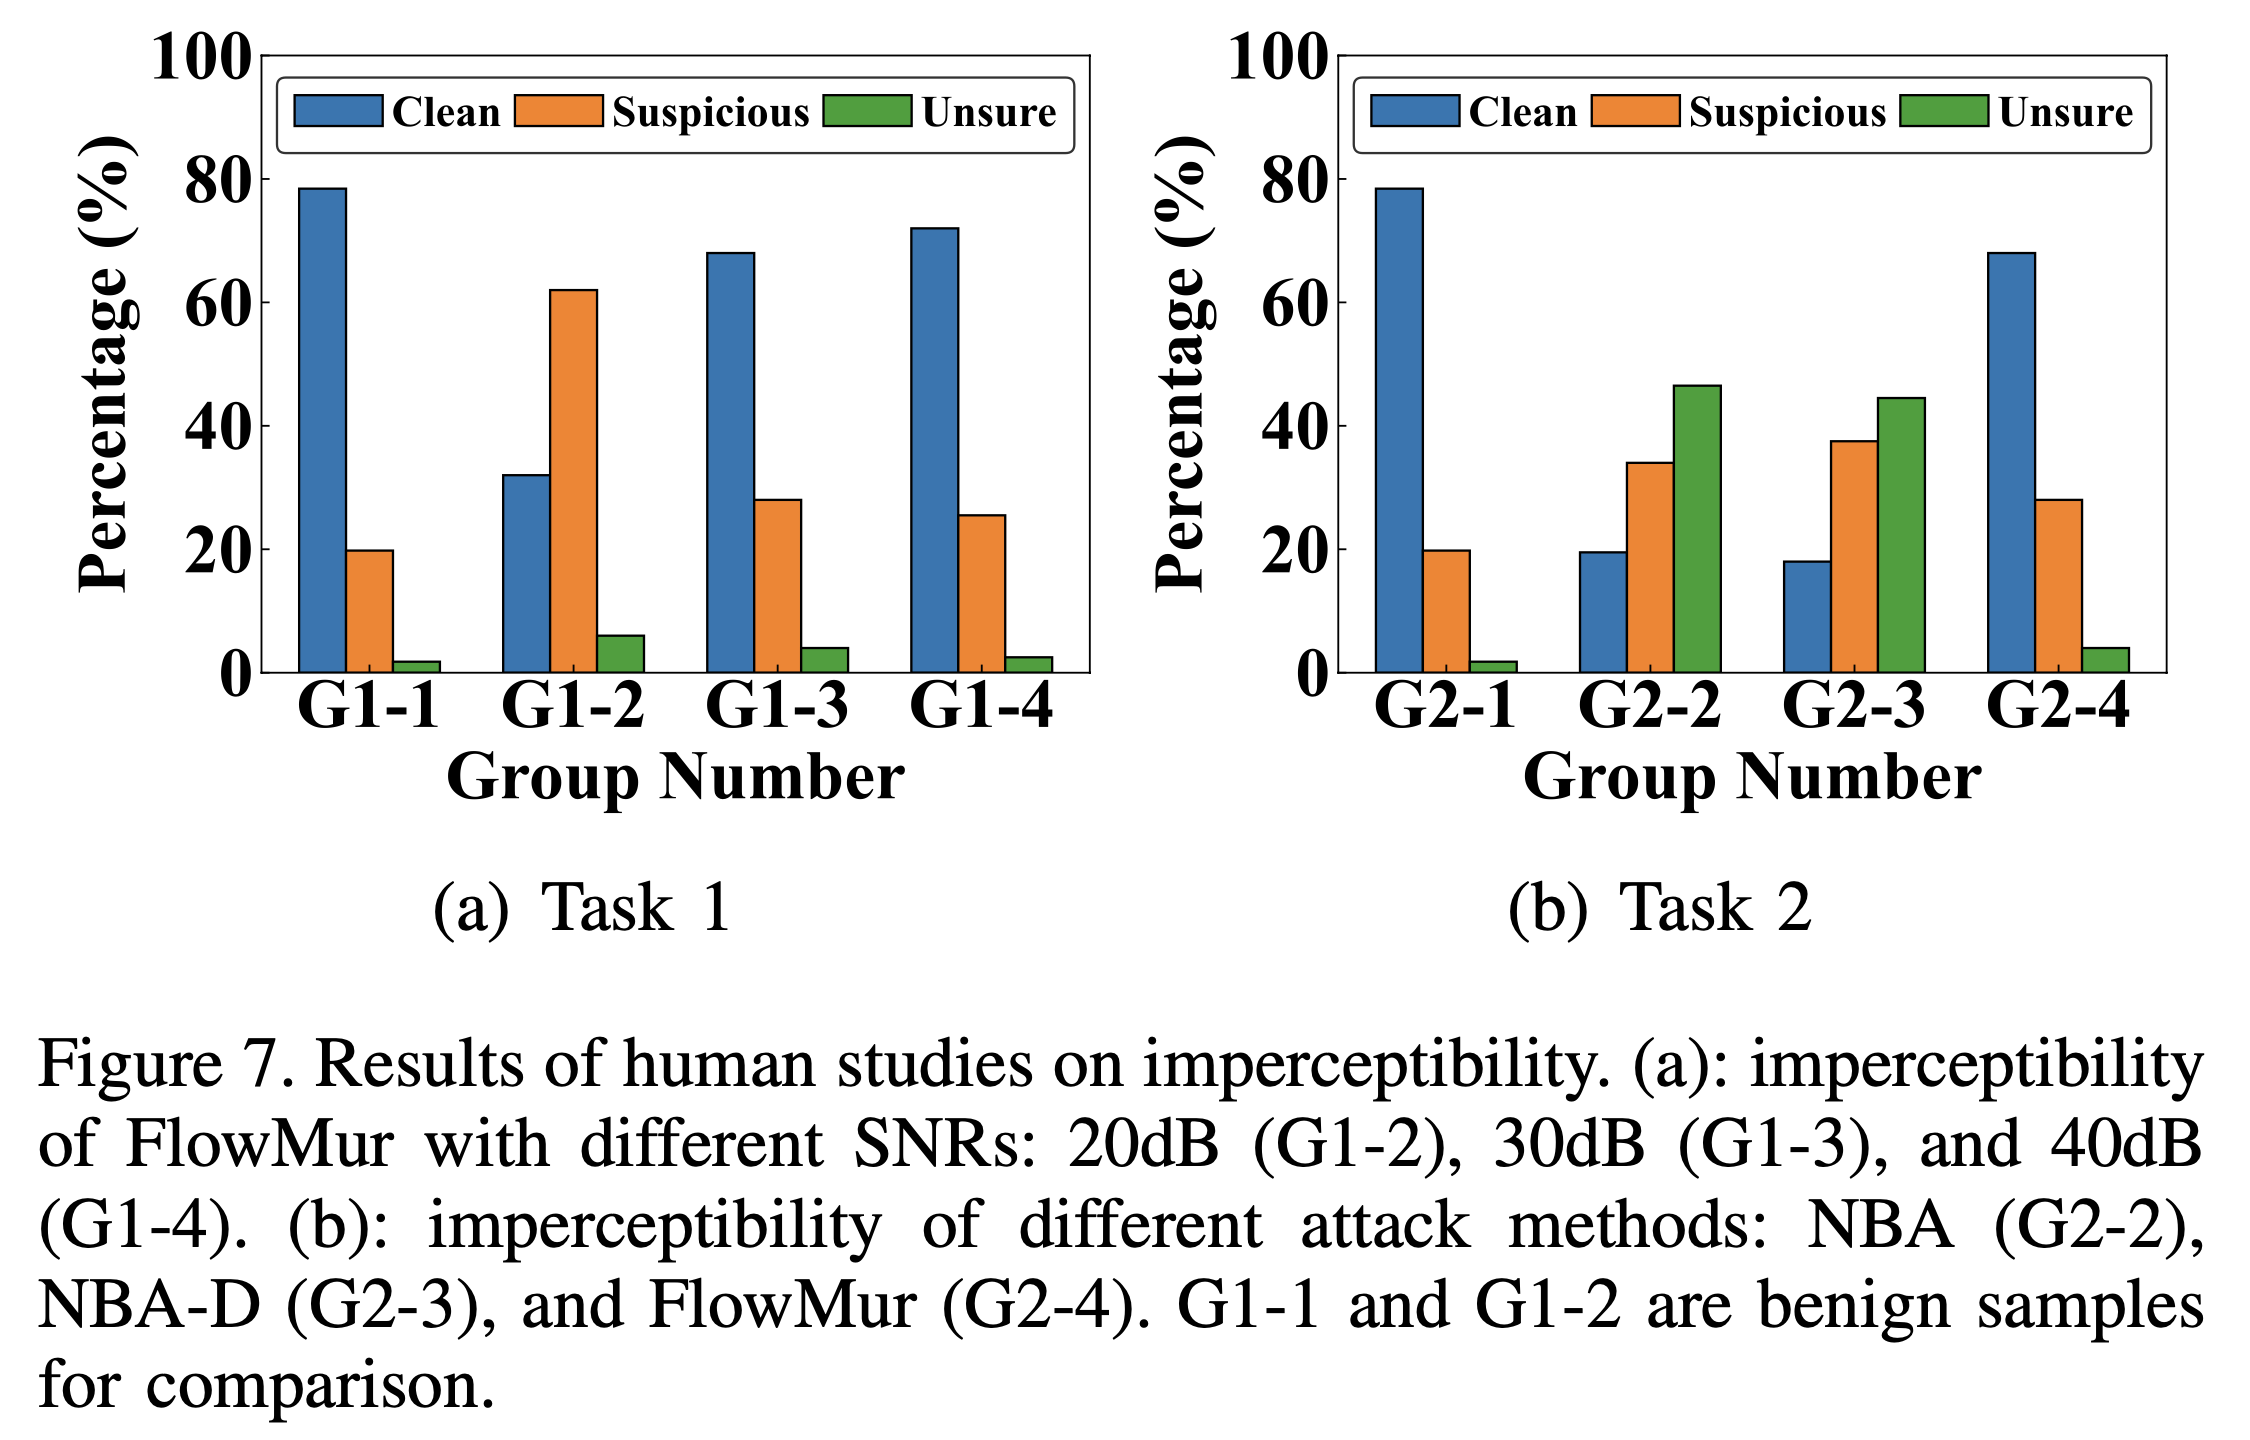 100
80
60
40
20
0
Percentage (%)
Clean Suspicious Unsure
G1-1 G1-2 G1-3 G1-4
Group Number
(a) Task 1
100
80
60
40
20
0
Percentage (%)
Clean Suspicious Unsure
G2-1 G2-2 G2-3 G2-4
Group Number
(b) Task 2
Figure 7. Results of human studies on imperceptibility. (a): imperceptibility
of FlowMur with different SNRs: 20dB (G1-2), 30dB (G1-3), and 40dB
(G1-4). (b): imperceptibility of different attack methods: NBA (G2-2),
NBA-D (G2-3), and FlowMur (G2-4). G1-1 and G1-2 are benign samples
for comparison.